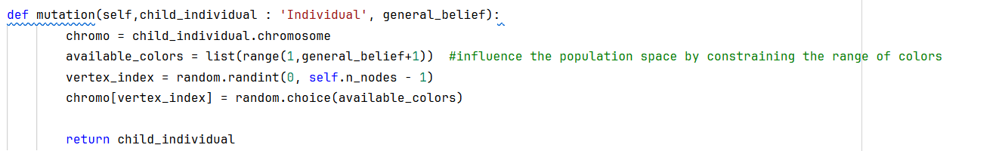 def mutation(self,child_individual : 'Individual', general_belief):
chromo = child_individual.chromosome
available_colors = list(range(1,general_belief+1))  #influence the population space by constraining the range of colors
vertex_index = random.randint(0, self.n_nodes - 1)
chromo[vertex_index] = random.choice(available_colors)
return child_individual